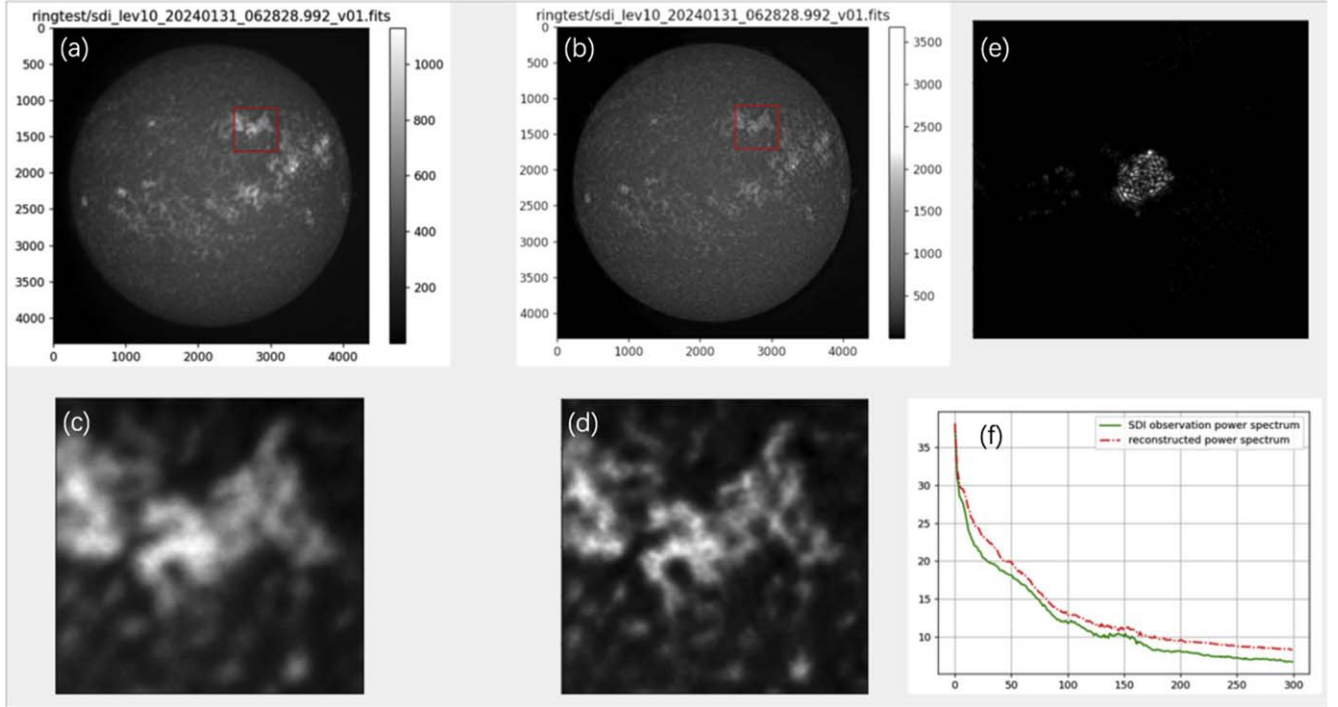 ringtest/sdi_lev10_20240131_062828.992_v01.fits
(a)
0
500
1000
1500
2000
2500
3000
3500
4000
0 1000 2000 3000 4000
1000
800
600
400
200
ringtest/sdi_lev10_20240131_062828.992_v01.fits
(b)
0
500
1000
1500
2000
2500
3000
3500
4000
0 1000 2000 3000 4000
3500
3000
2500
2000
1500
1000
500
(e)
(c)
(d)
(f)
SDI observation power spectrum
reconstructed power spectrum
35
30
25
20
15
10
0 50 100 150 200 250 300